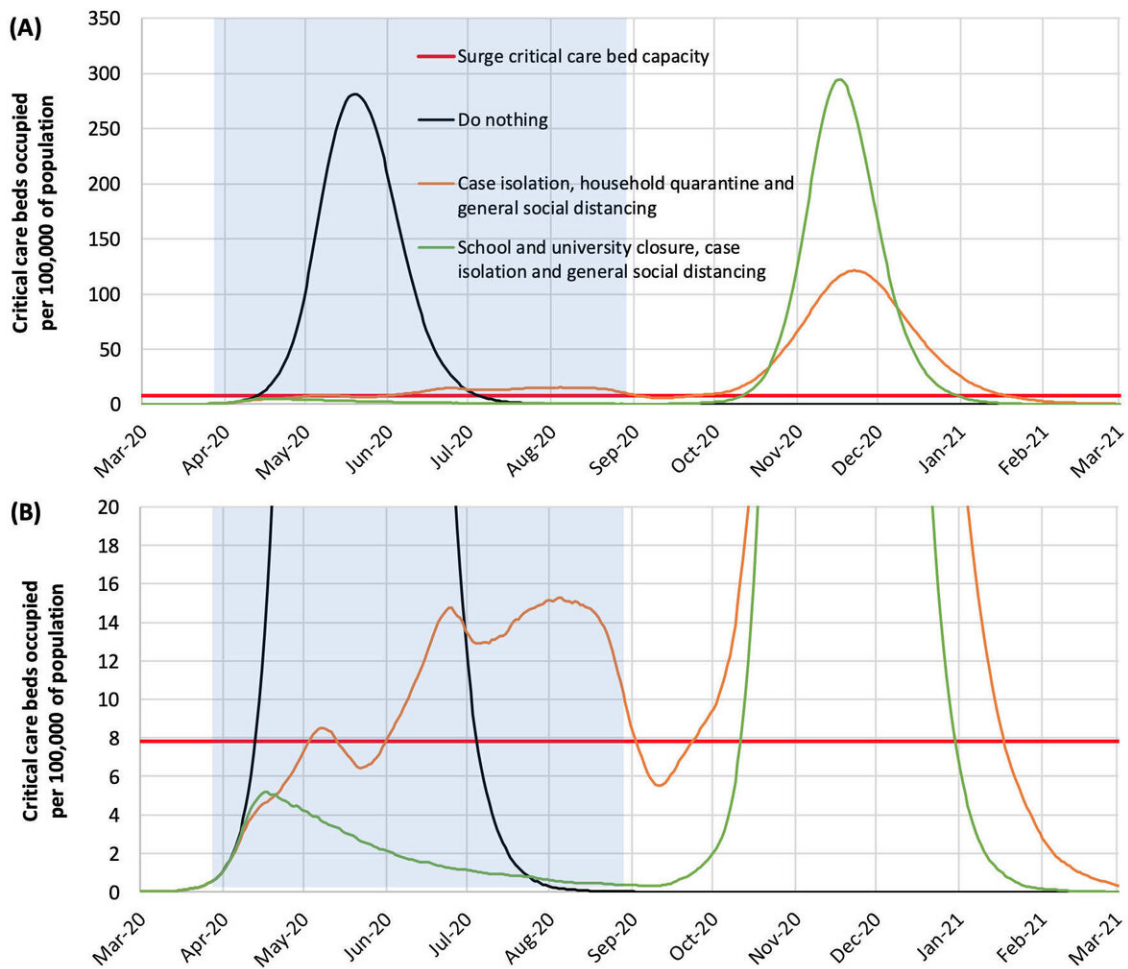 (A)
Critical care beds occupied
per 100,000 of population
350
300
250
200
150
100
50
0
Surge critical care bed capacity
Do nothing
Case isolation, household quarantine and
general social distancing
School and university closure, case
isolation and general social distancing
Mar-20
Apr-20
May-20
Jun-20
Jul-20
Aug-20
Sep-20
Oct-20
Nov-20
Dec-20
Jan-21
Feb-21
Mar-21
(B)
Critical care beds occupied
per 100,000 of population
20
18
16
14
12
10
8
6
4
2
0
Mar-20
Apr-20
May-20
Jun-20
Jul-20
Aug-20
Sep-20
Oct-20
Nov-20
Dec-20
Jan-21
Feb-21
Mar-21